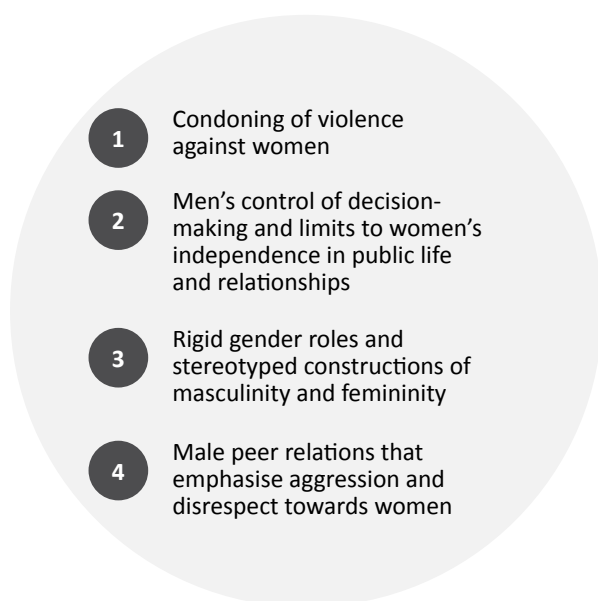 1
Condoning of violence
against women
2
Men’s control of decision-
making and limits to women’s
independence in public life
and relationships
3
Rigid gender roles and
stereotyped constructions of
masculinity and femininity
4
Male peer relations that
emphasise aggression and
disrespect towards women